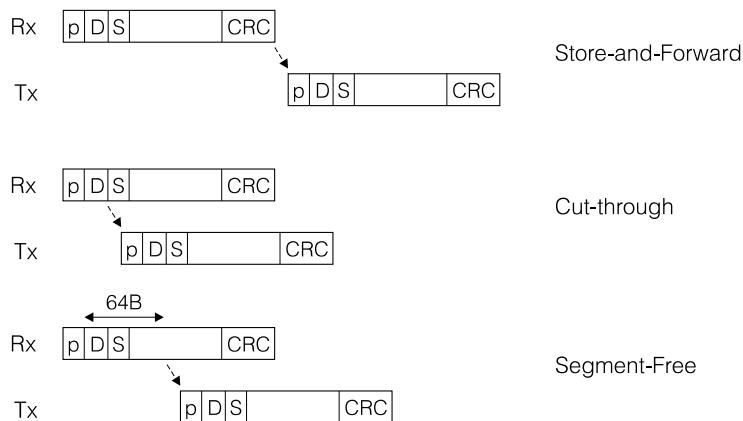 Rx p D S CRC
Store-and-Forward
Tx p D S CRC
Rx p D S CRC
Cut-through
Tx p D S CRC
64B
Rx p D S CRC
Segment-Free
Tx p D S CRC